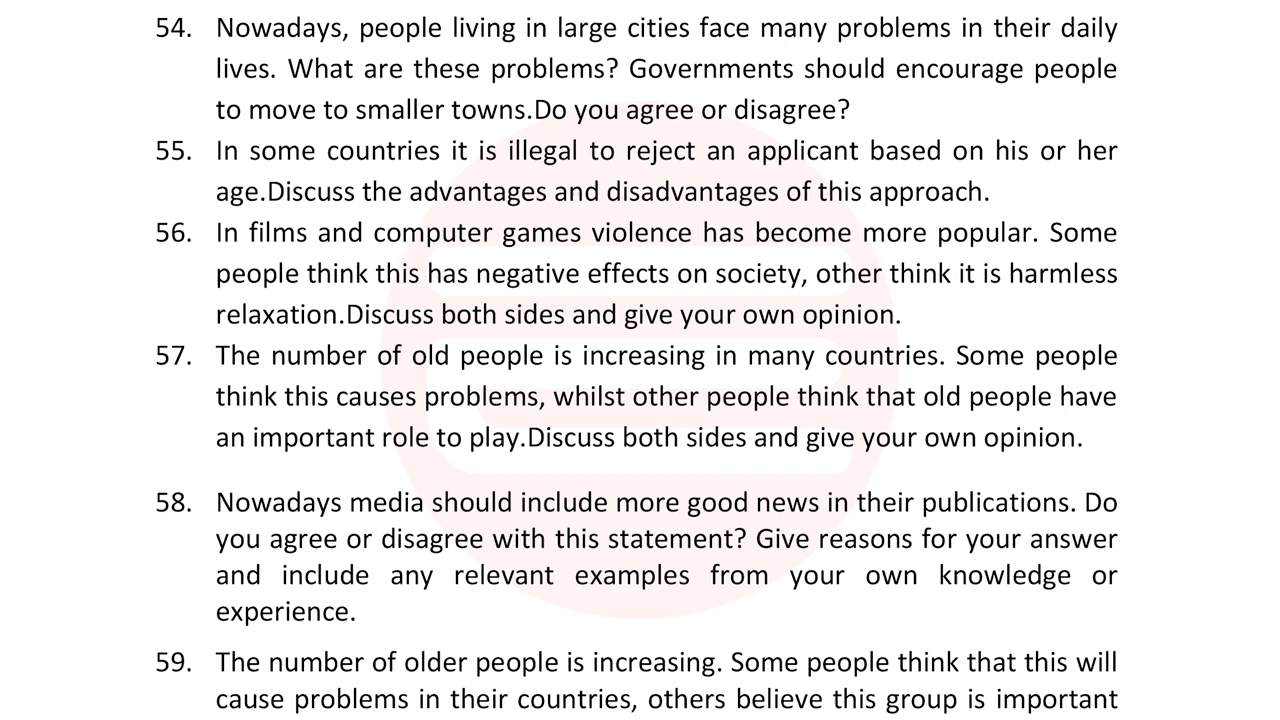 54. Nowadays, people living in large cities face many problems in their daily
lives. What are these problems? Governments should encourage people
to move to smaller towns.Do you agree or disagree?
55. In some countries it is illegal to reject an applicant based on his or her
age.Discuss the advantages and disadvantages of this approach.
56. In films and computer games violence has become more popular. Some
people think this has negative effects on society, other think it is harmless
relaxation.Discuss both sides and give your own opinion.
57. The number of old people is increasing in many countries. Some people
think this causes problems, whilst other people think that old people have
an important role to play.Discuss both sides and give your own opinion.
58. Nowadays media should include more good news in their publications. Do
you agree or disagree with this statement? Give reasons for your answer
and include any relevant examples from your own knowledge or
experience.
59. The number of older people is increasing. Some people think that this will
cause problems in their countries, others believe this group is important